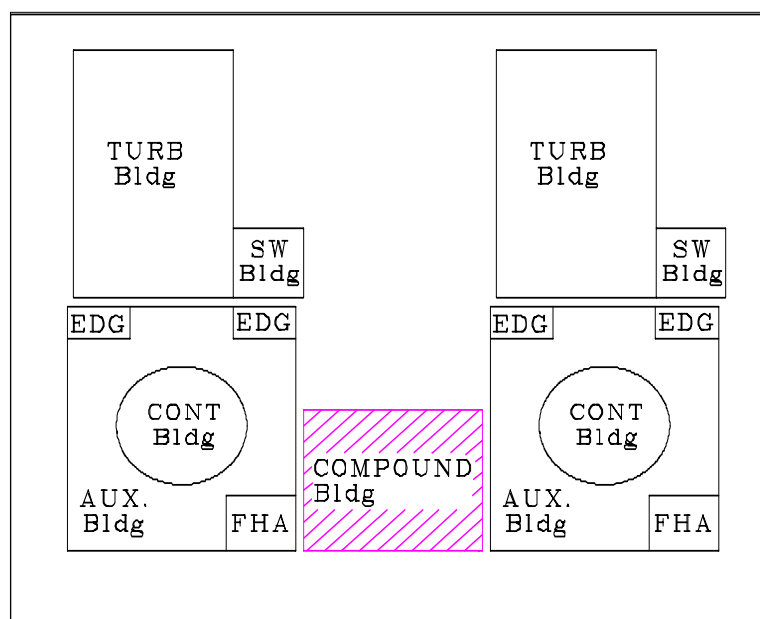 TURB
Bldg
TURB
Bldg
SW
Bldg
SW
Bldg
EDG
EDG
EDG
EDG
CONT
Bldg
CONT
Bldg
COMPOUND
Bldg
AUX.
Bldg
FHA
AUX.
Bldg
FHA